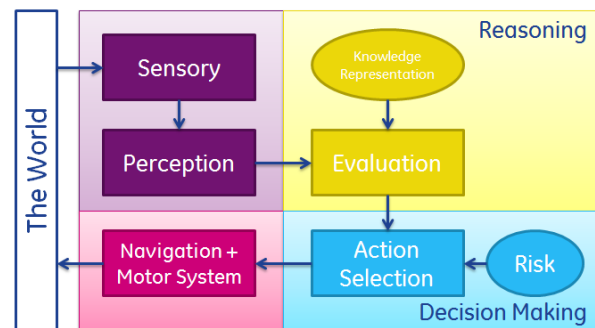 The World
Sensory
Perception
Reasoning
Knowledge
Representation
Evaluation
Navigation +
Motor System
Action
Selection
Risk
Decision Making